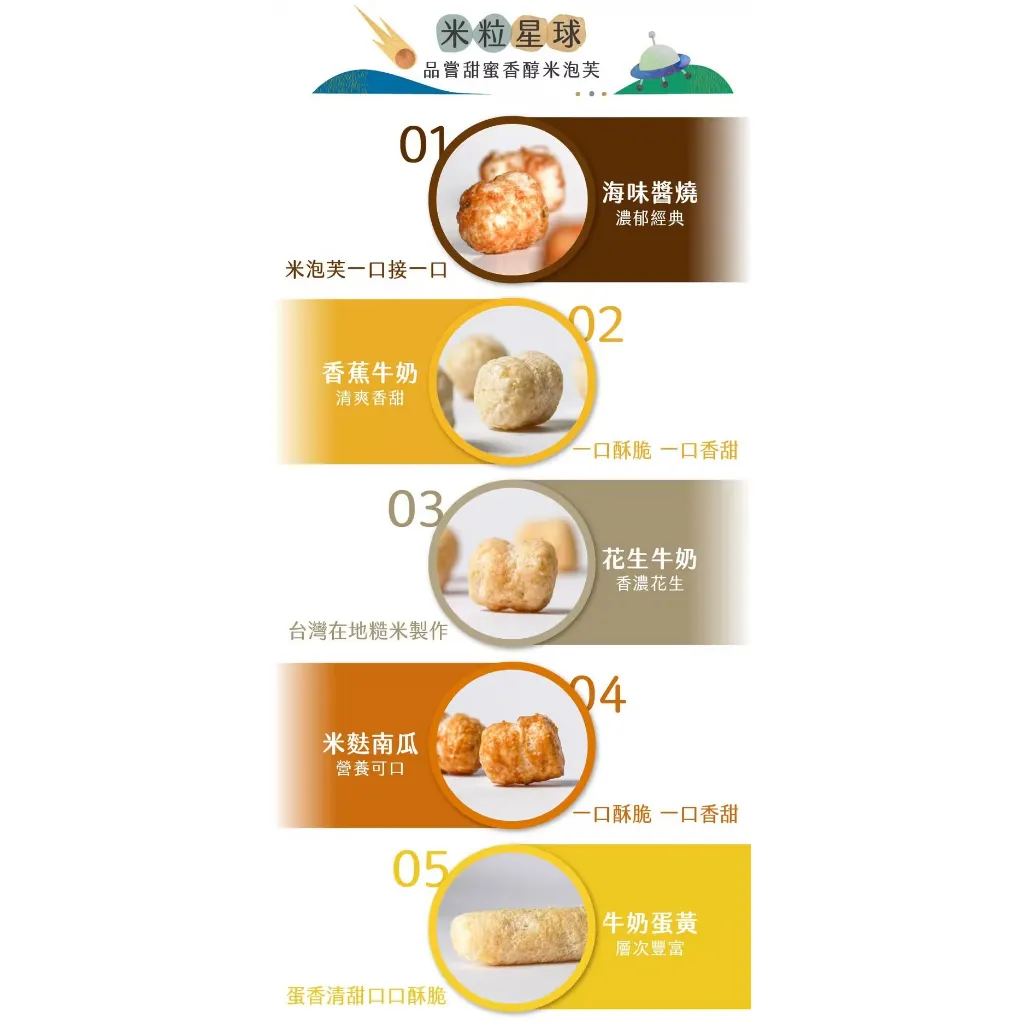 米粒星球
品嘗甜蜜香醇米泡芙
01
海味醬燒
濃郁經典
米泡芙一口接一口
02
香蕉牛奶
清爽香甜
一口酥脆 一口香甜
03
花生牛奶
香濃花生
台灣在地糙米製作
04
米麩南瓜
營養可口
一口酥脆 一口香甜
05
牛奶蛋黃
層次豐富
蛋香清甜口口酥脆